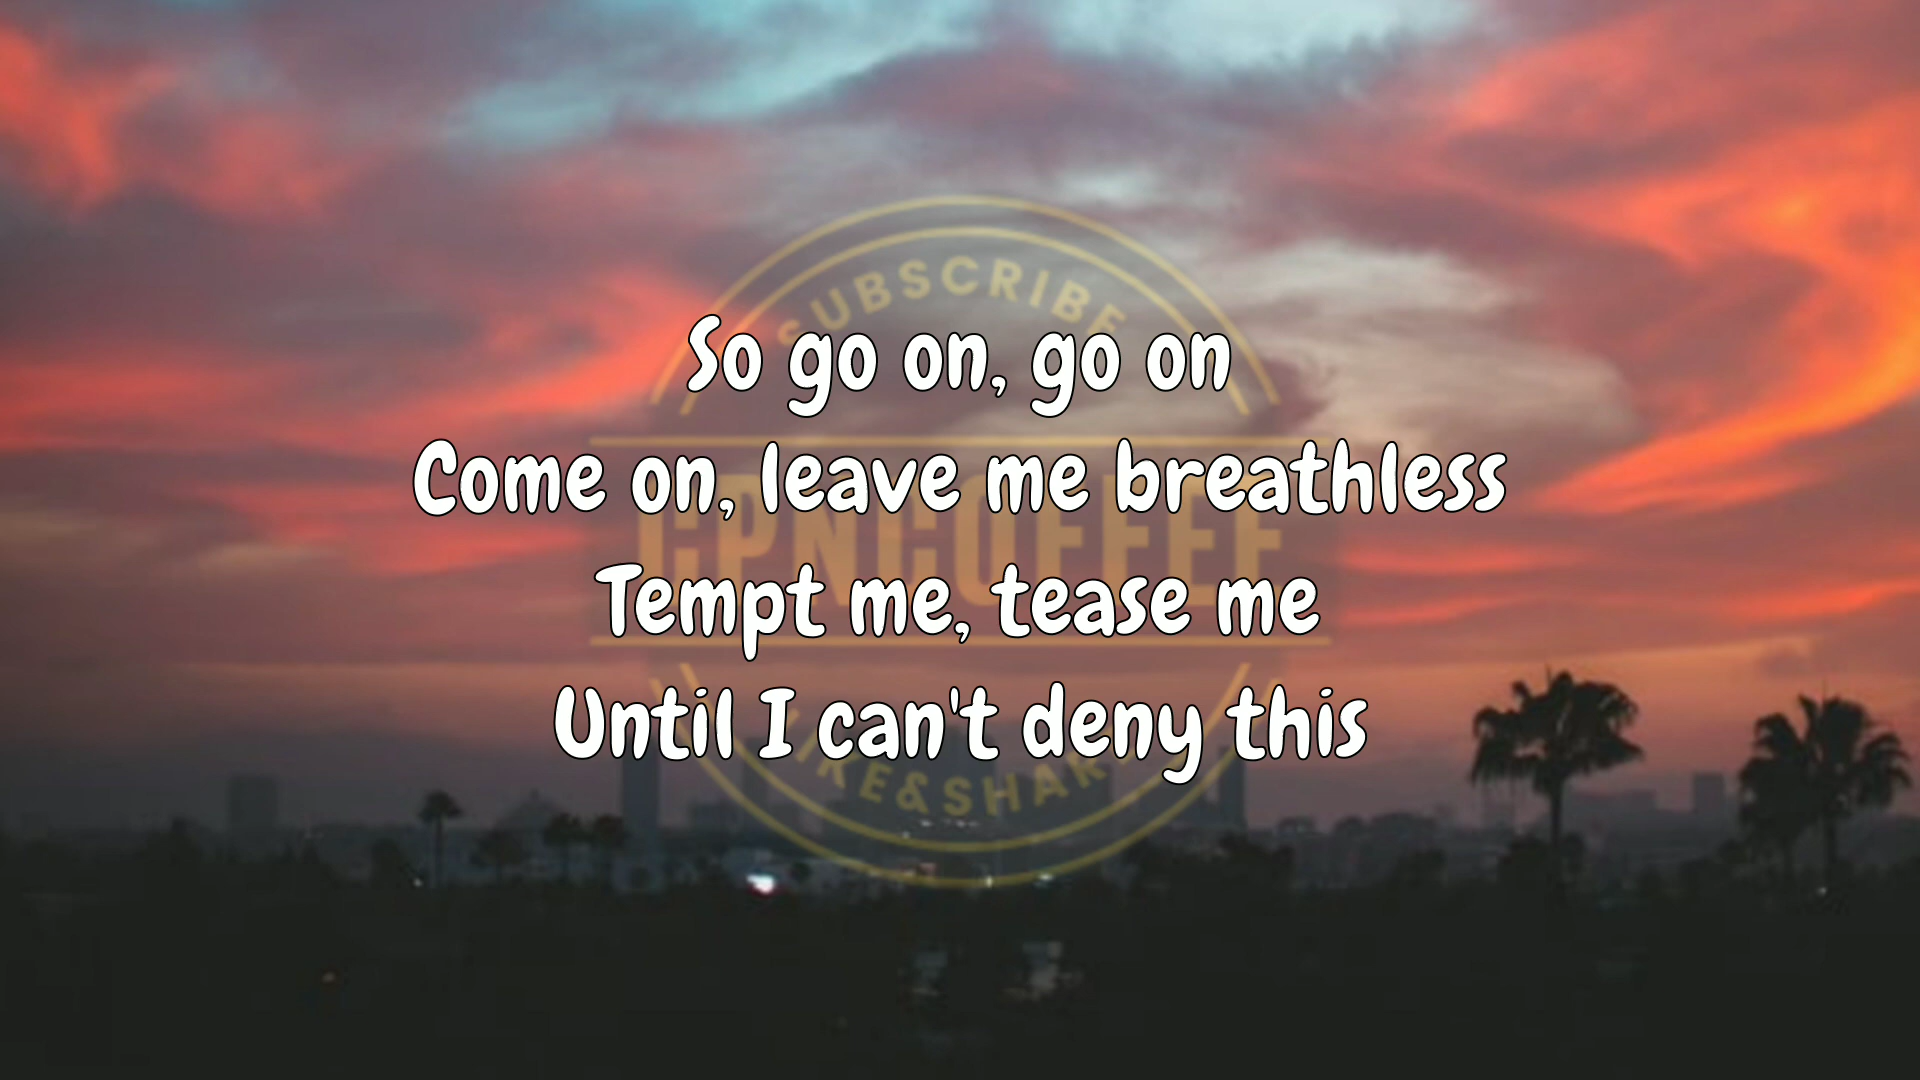 SUBSCRIBE
So go on, go on
Come on, leave me breathless
CPNCOFFEE
Tempt me, tease me
Until I can't deny this
LIKE&SHARE